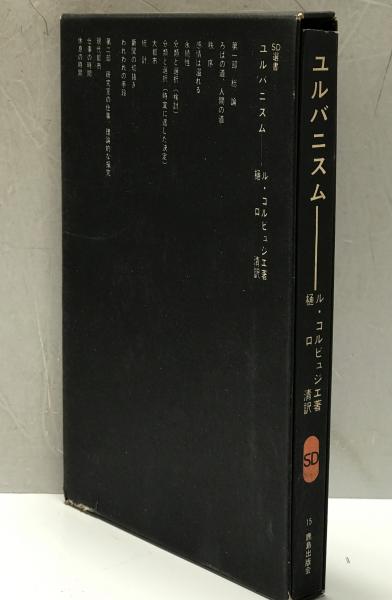 SD選書
ユルバニスム――ル・コルビュジエ著
樋口清訳
第一部 総論
ろばの道、人間の道
秩序
感情は溢れる
永続性
分類と選択(検討)
分類と選択(時宜に適した決定)
大都市
統計
新聞の切抜き
われわれの手段
第二部 研究室の仕事 理論的な探究
現代都市
仕事の時間
休息の時間
ユルバニスム――ル・コルビュジエ著
樋口清訳
SD
15
鹿島出版会